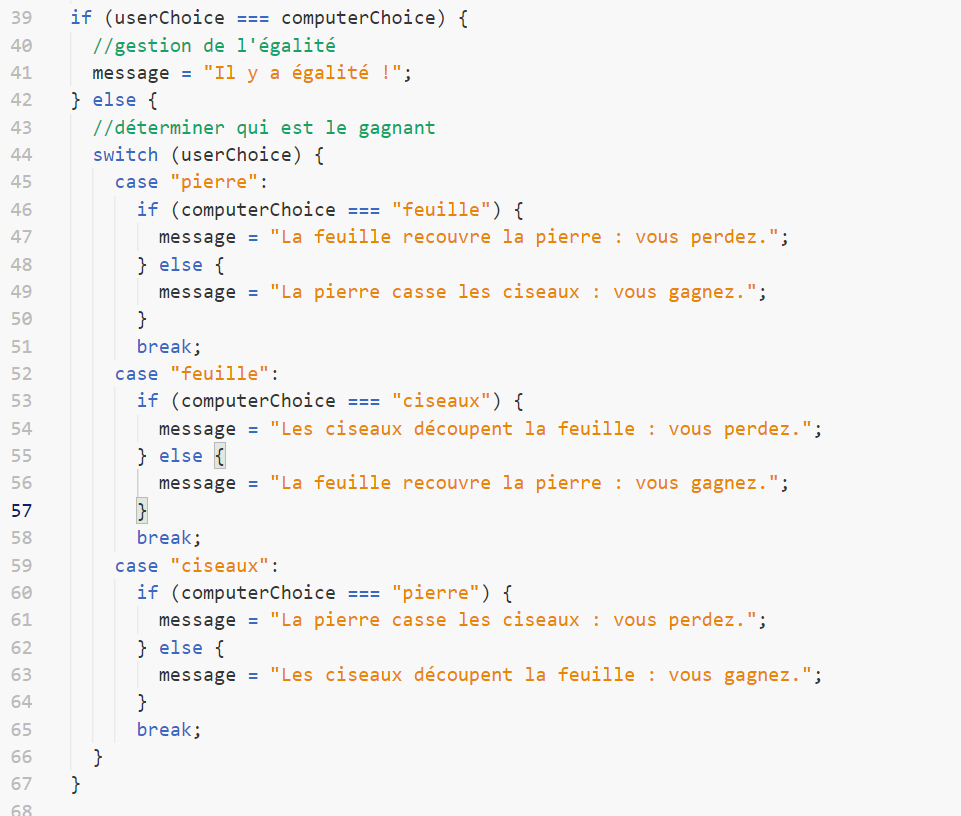 39 if (userChoice === computerChoice) {
40 //gestion de l'égalité
41 message = "Il y a égalité !";
42 } else {
43 //déterminer qui est le gagnant
44 switch (userChoice) {
45 case "pierre":
46 if (computerChoice === "feuille") {
47 message = "La feuille recouvre la pierre : vous perdez.";
48 } else {
49 message = "La pierre casse les ciseaux : vous gagnez.";
50 }
51 break;
52 case "feuille":
53 if (computerChoice === "ciseaux") {
54 message = "Les ciseaux découpent la feuille : vous perdez.";
55 } else {
56 message = "La feuille recouvre la pierre : vous gagnez.";
57 }
58 break;
59 case "ciseaux":
60 if (computerChoice === "pierre") {
61 message = "La pierre casse les ciseaux : vous perdez.";
62 } else {
63 message = "Les ciseaux découpent la feuille : vous gagnez.";
64 }
65 break;
66 }
67 }
68